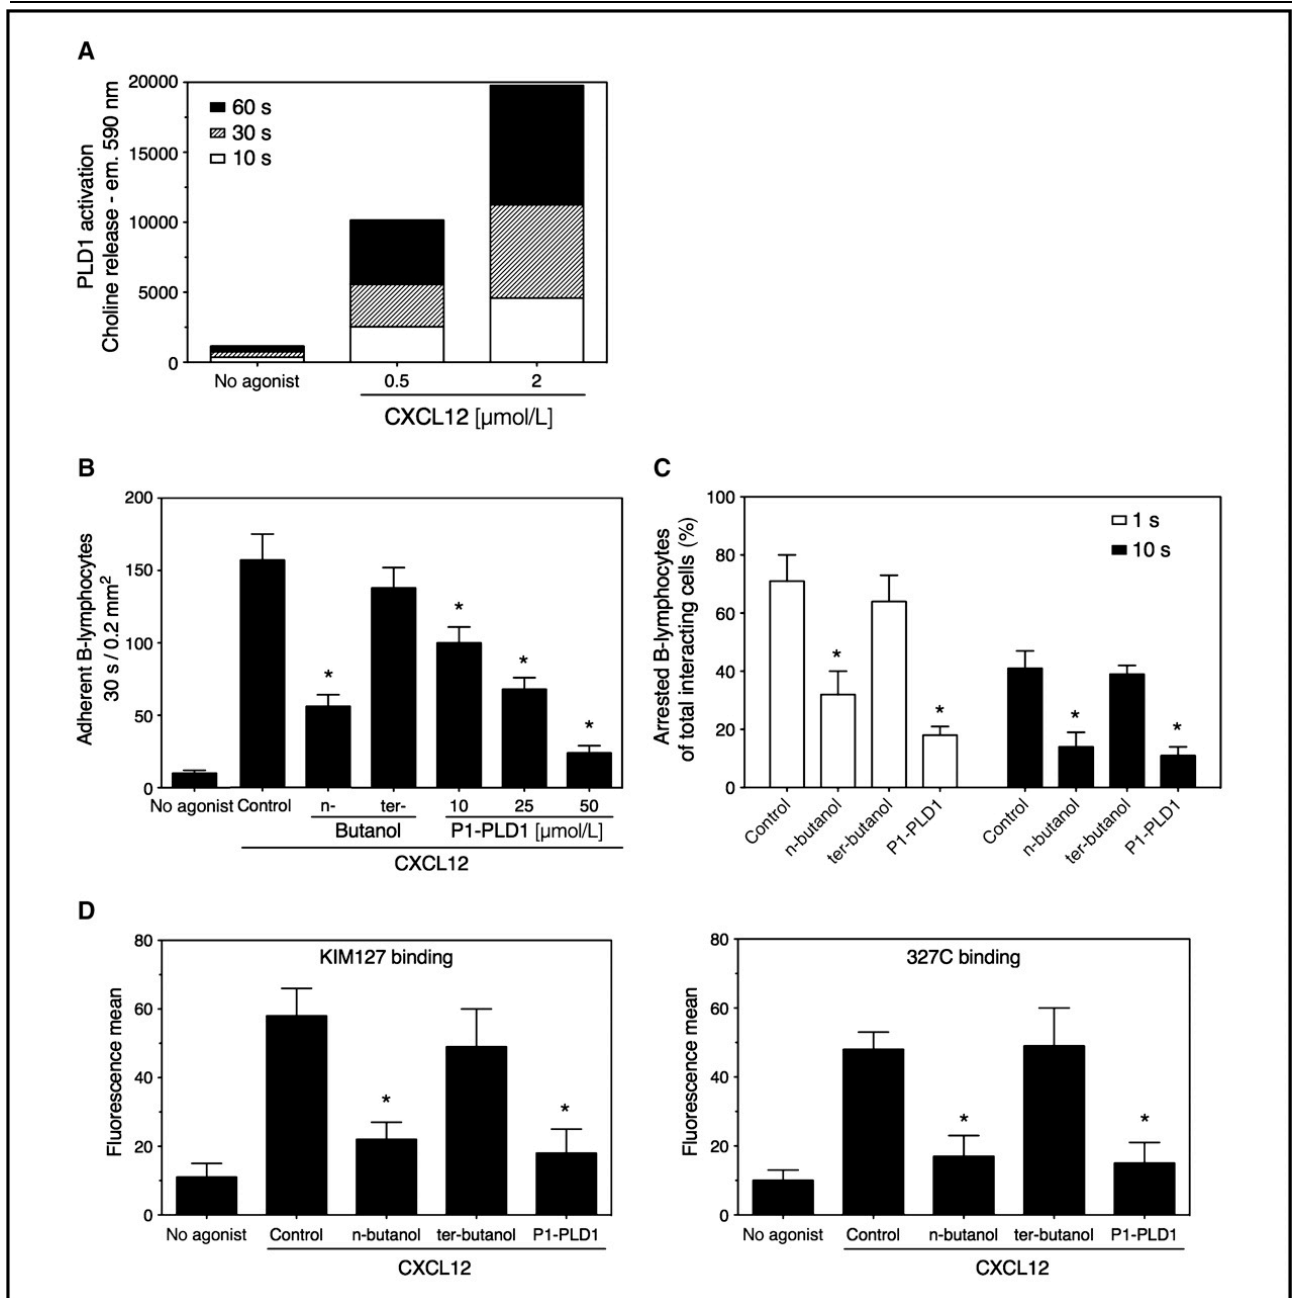 A
PLD1 activation
Choline release - em. 590 nm
20000
15000
10000
5000
0
60 s
30 s
10 s
No agonist
0.5
2
CXCL12 [µmol/L]
B
Adherent B-lymphocytes
30 s / 0.2 mm²
200
150
100
50
0
*
*
*
*
No agonist Control n- ter- 10 25 50
Butanol P1-PLD1 [µmol/L]
CXCL12
C
Arrested B-lymphocytes
of total interacting cells (%)
100
80
60
40
20
0
1 s
10 s
*
*
*
*
Control n-butanol ter-butanol P1-PLD1 Control n-butanol ter-butanol P1-PLD1
D
Fluorescence mean
80
60
40
20
0
KIM127 binding
*
*
No agonist Control n-butanol ter-butanol P1-PLD1
CXCL12
Fluorescence mean
80
60
40
20
0
327C binding
*
*
No agonist Control n-butanol ter-butanol P1-PLD1
CXCL12